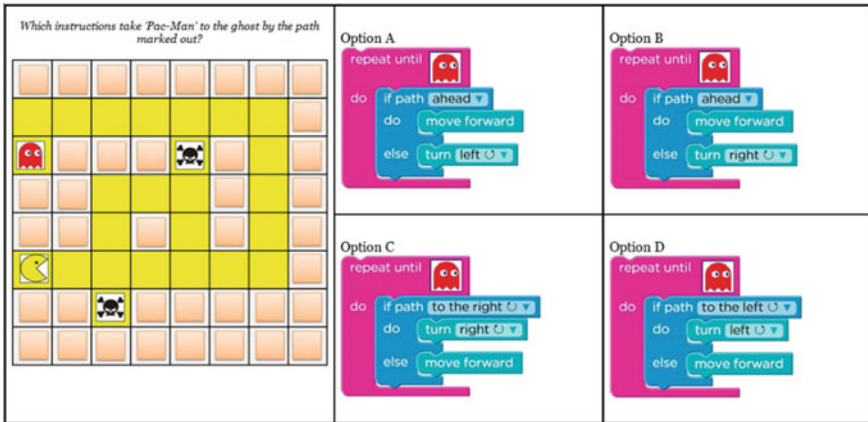 Which instructions take 'Pac-Man' to the ghost by the path
marked out?
Option A
repeat until
do if path ahead ▼
do move forward
else turn left ↺ ▼
Option B
repeat until
do if path ahead ▼
do move forward
else turn right ↻ ▼
Option C
repeat until
do if path to the right ↻ ▼
do turn right ↻ ▼
else move forward
Option D
repeat until
do if path to the left ↺ ▼
do turn left ↺ ▼
else move forward